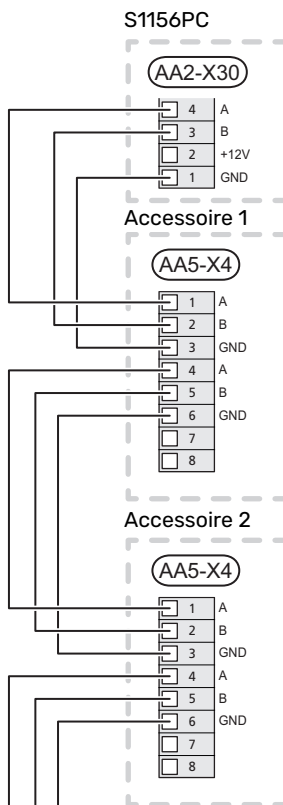 S1156PC
AA2-X30
4 A
3 B
2 +12V
1 GND
Accessoire 1
AA5-X4
1 A
2 B
3 GND
4 A
5 B
6 GND
7
8
Accessoire 2
AA5-X4
1 A
2 B
3 GND
4 A
5 B
6 GND
7
8